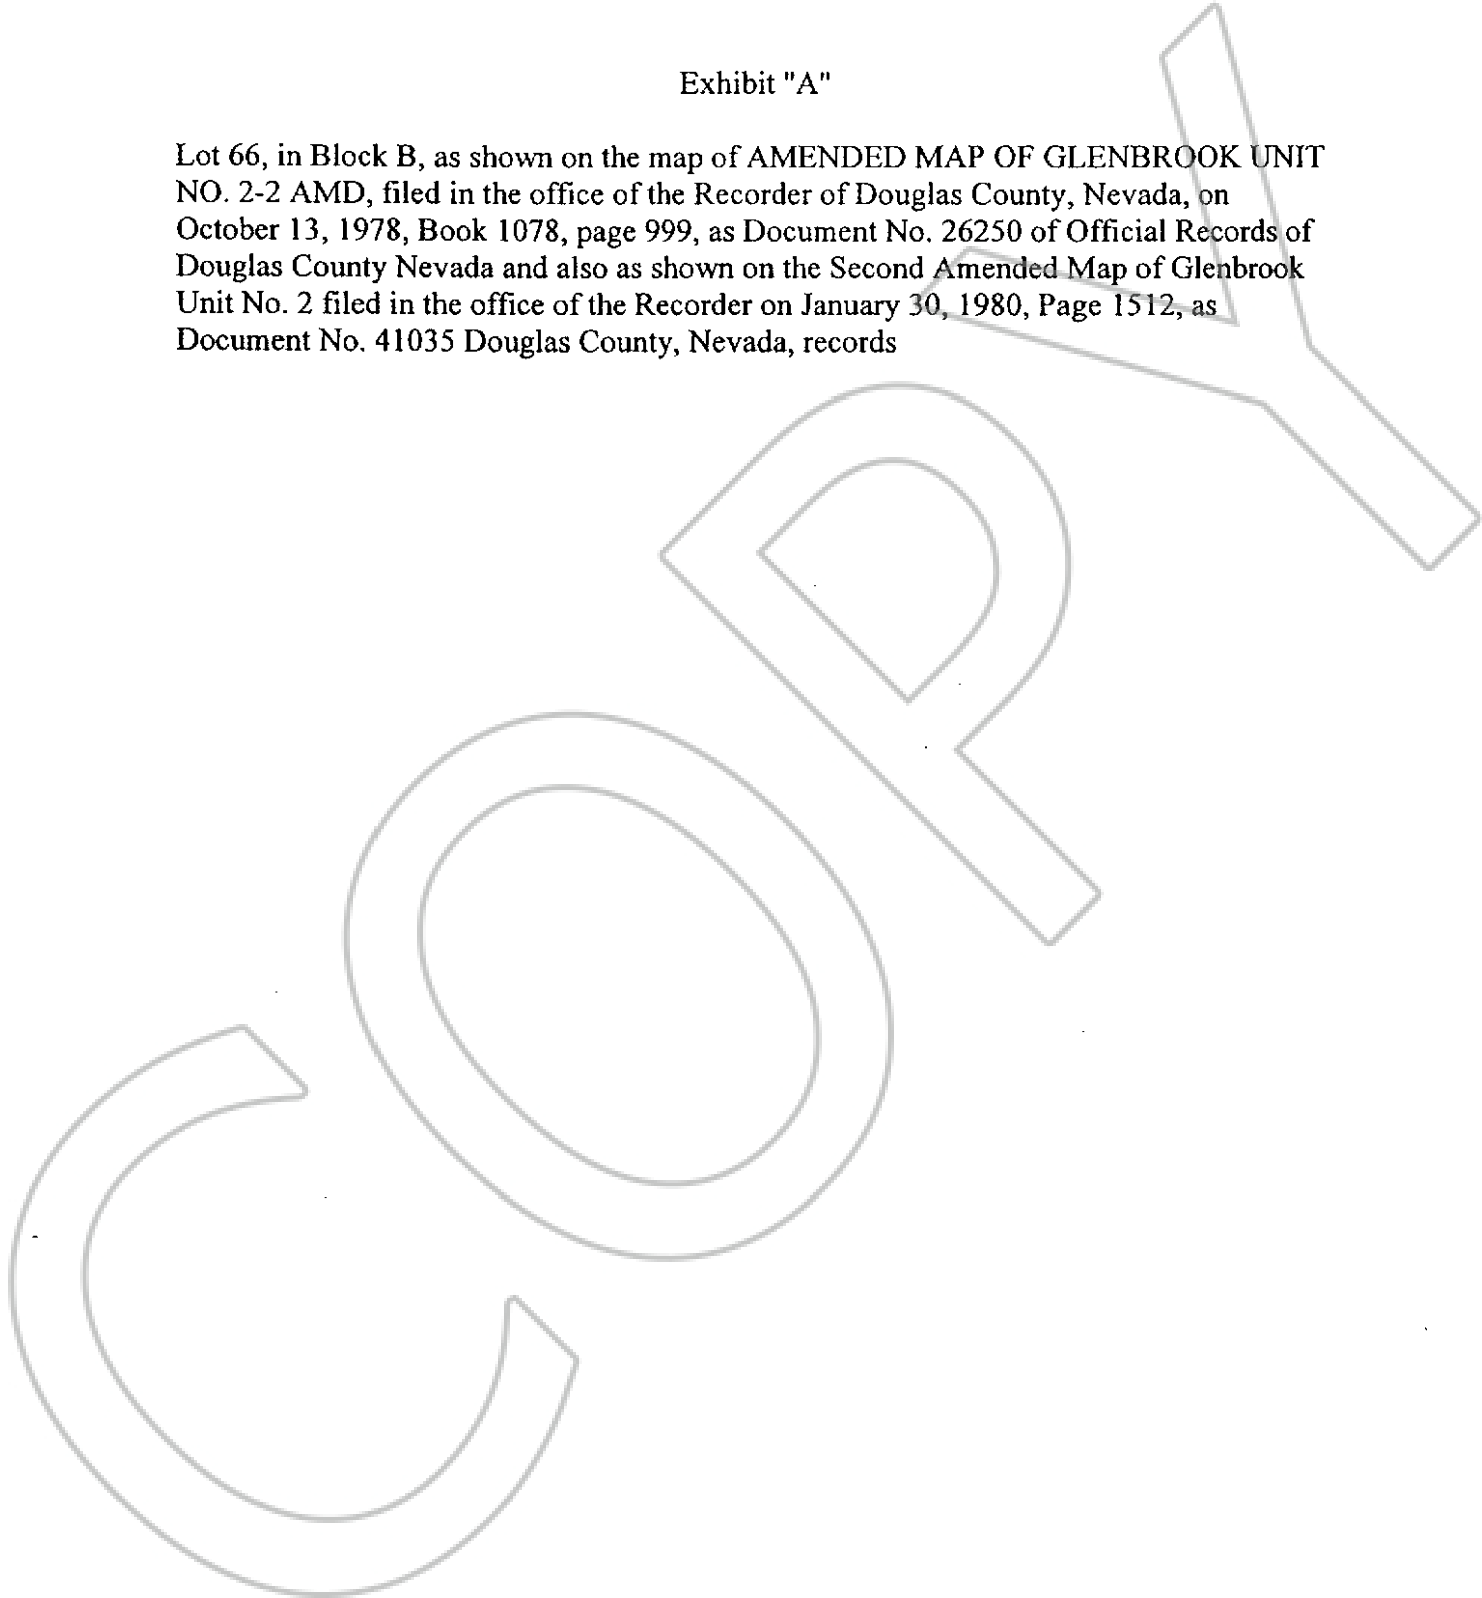 Exhibit "A"
Lot 66, in Block B, as shown on the map of AMENDED MAP OF GLENBROOK UNIT
NO. 2-2 AMD, filed in the office of the Recorder of Douglas County, Nevada, on
October 13, 1978, Book 1078, page 999, as Document No. 26250 of Official Records of
Douglas County Nevada and also as shown on the Second Amended Map of Glenbrook
Unit No. 2 filed in the office of the Recorder on January 30, 1980, Page 1512, as
Document No. 41035 Douglas County, Nevada, records
COPY